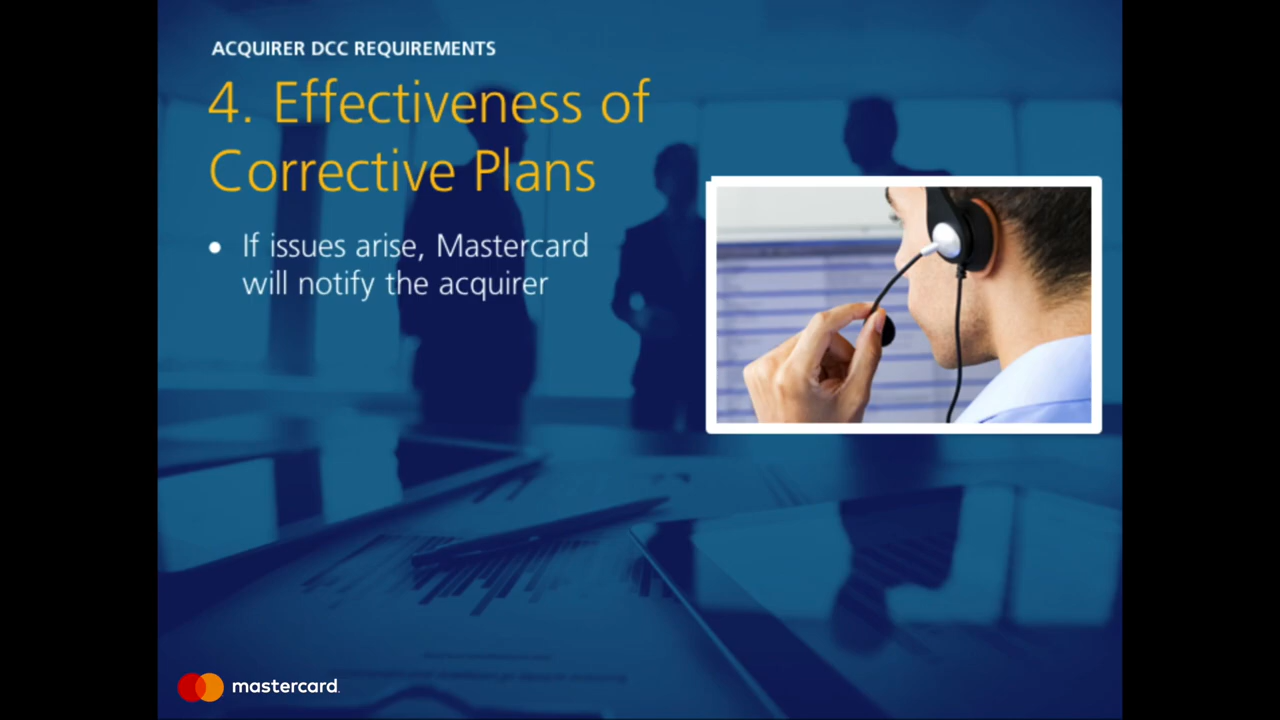 ACQUIRER DCC REQUIREMENTS
4. Effectiveness of
Corrective Plans
• If issues arise, Mastercard
will notify the acquirer
mastercard.